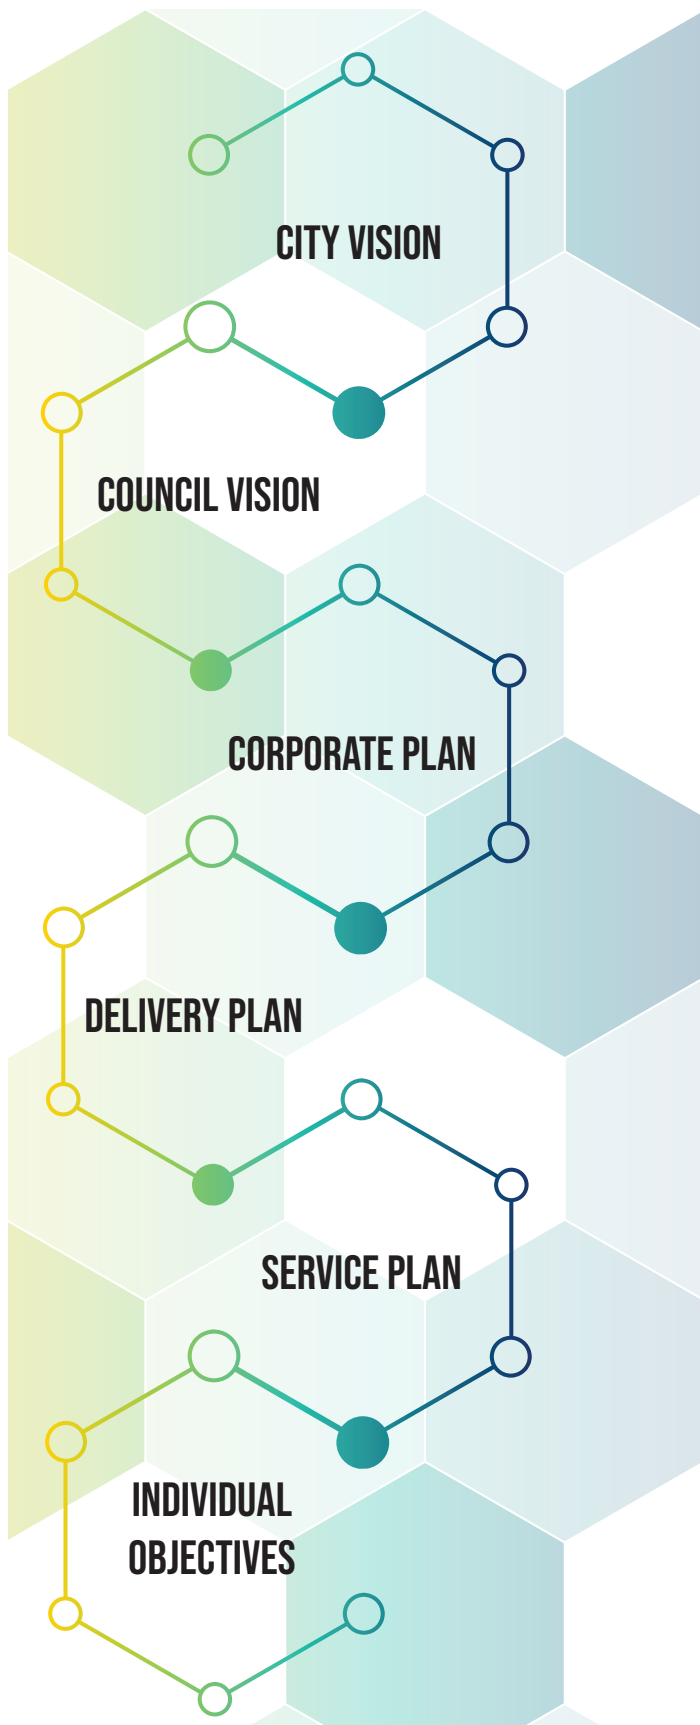 CITY VISION
COUNCIL VISION
CORPORATE PLAN
DELIVERY PLAN
SERVICE PLAN
INDIVIDUAL
OBJECTIVES